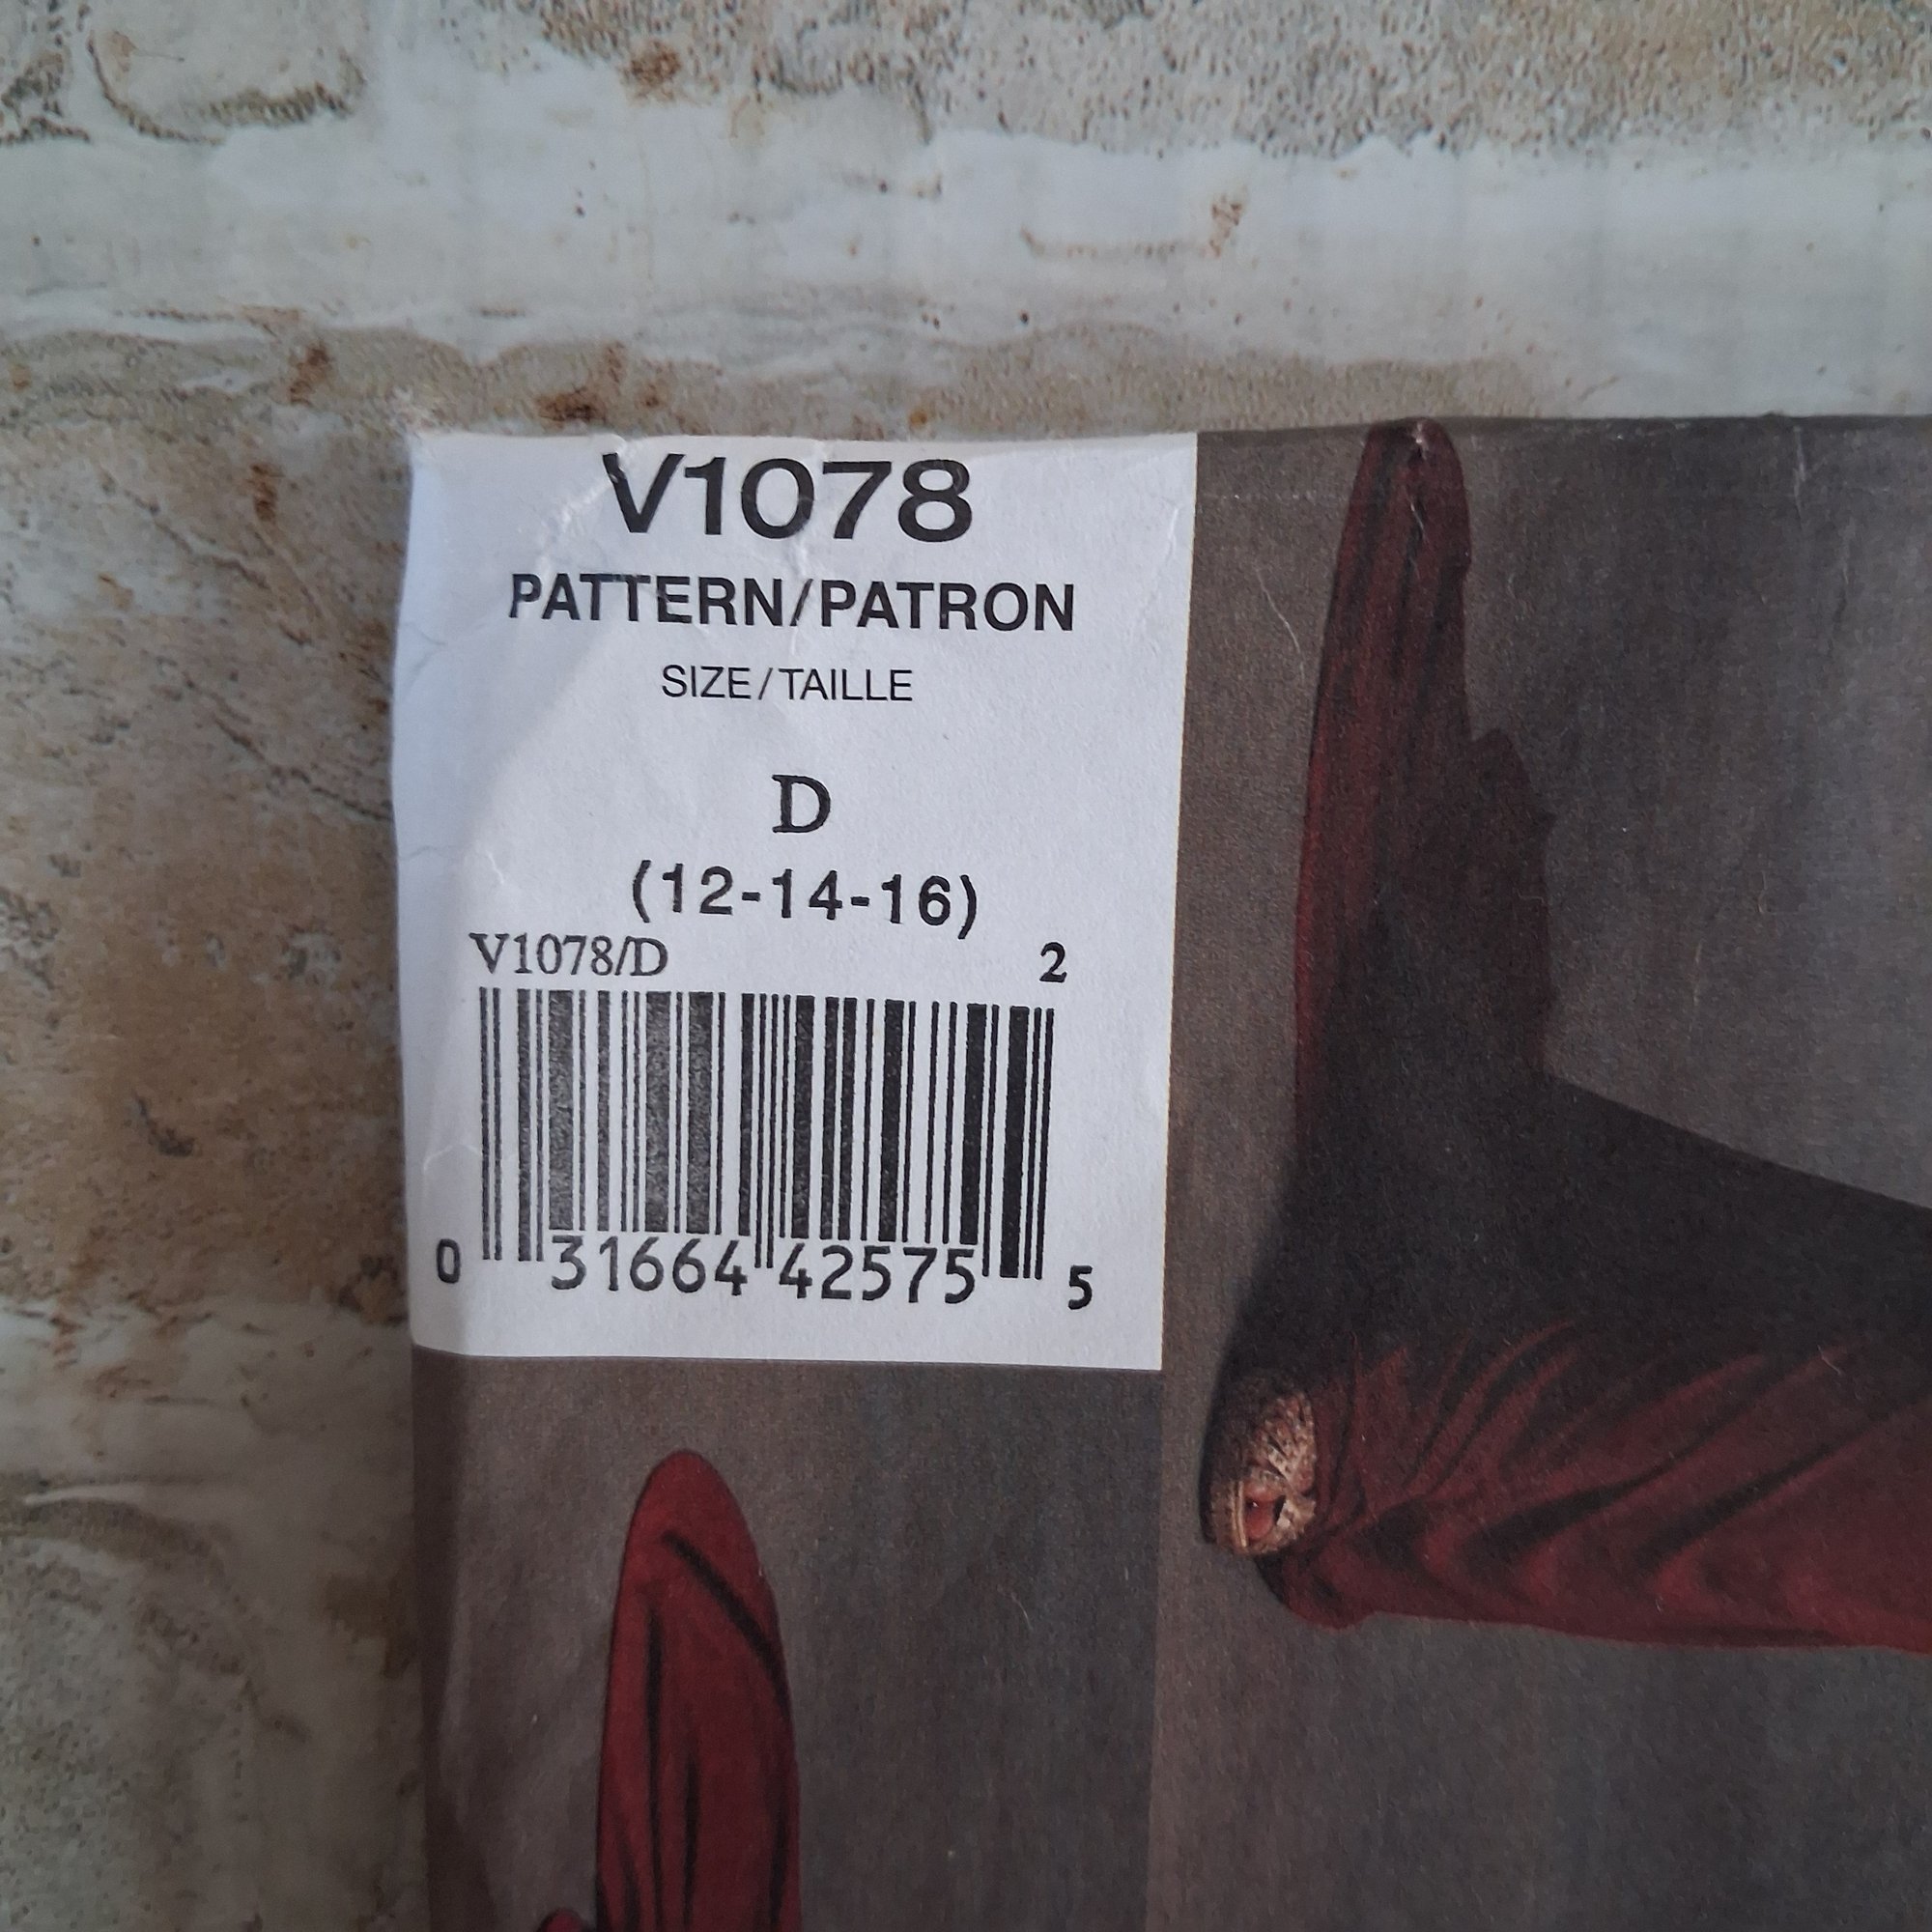 V1078
PATTERN/PATRON
SIZE/TAILLE
D
(12-14-16)
V1078/D 2
0 31664 42575 5